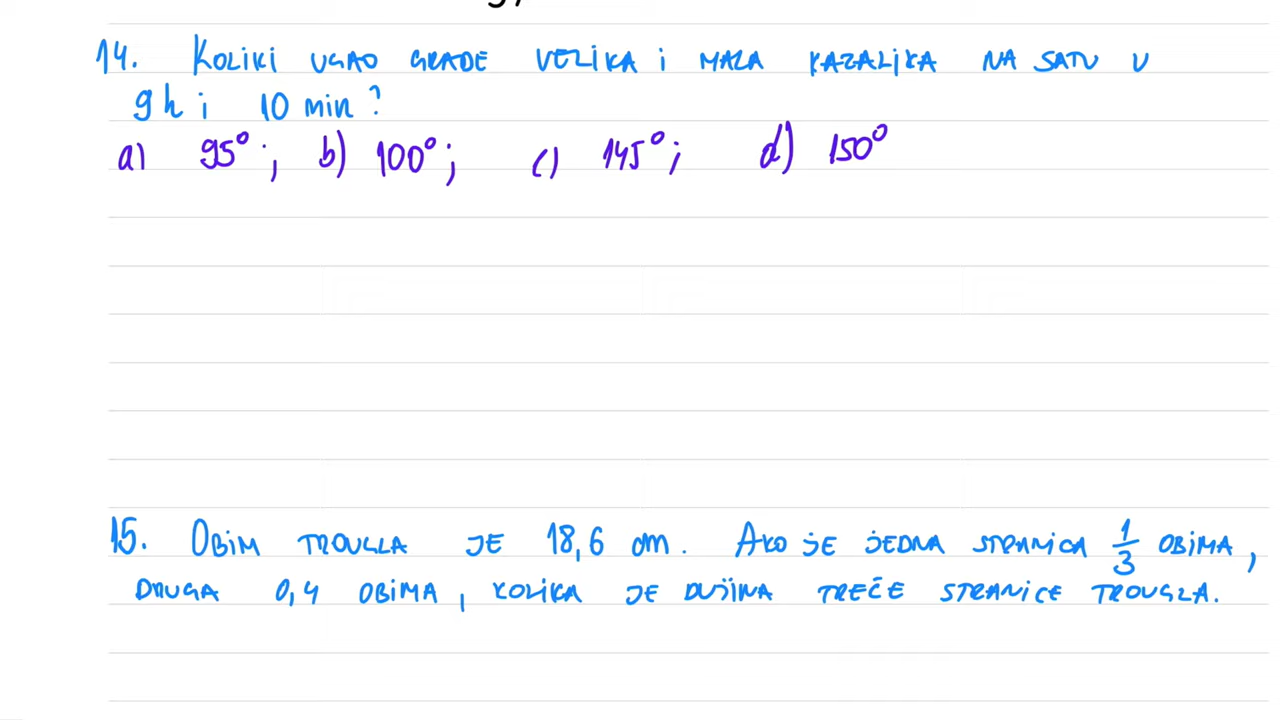 14. KOLIKI UGAO GRADE VELIKA i MALA KAZALJKA NA SATU U
9h i 10 min?
a) 95°; b) 100°; c) 145°; d) 150°
15. OBIM TROUGLA JE 18,6 cm. AKO JE JEDNA STRANICA 1/3 OBIMA,
DRUGA 0,4 OBIMA, KOLIKA JE DUŽINA TREĆE STRANICE TROUGLA.